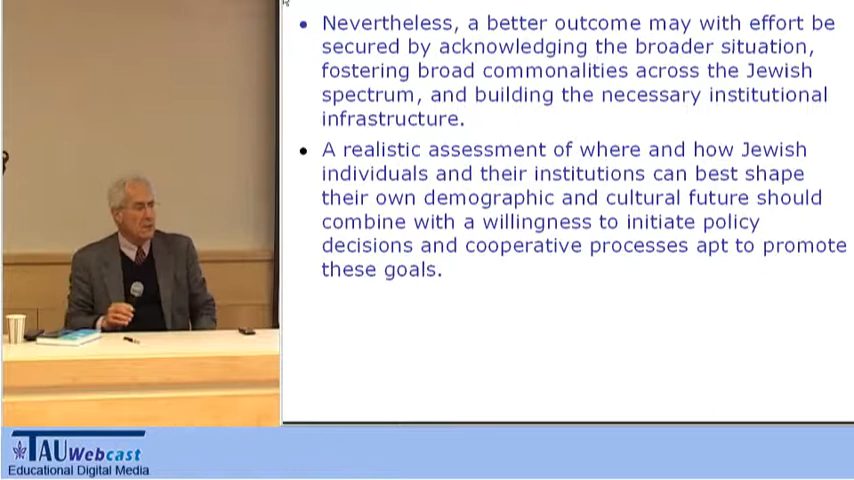 Nevertheless, a better outcome may with effort be
secured by acknowledging the broader situation,
fostering broad commonalities across the Jewish
spectrum, and building the necessary institutional
infrastructure.
A realistic assessment of where and how Jewish
individuals and their institutions can best shape
their own demographic and cultural future should
combine with a willingness to initiate policy
decisions and cooperative processes apt to promote
these goals.
TAU Webcast
Educational Digital Media